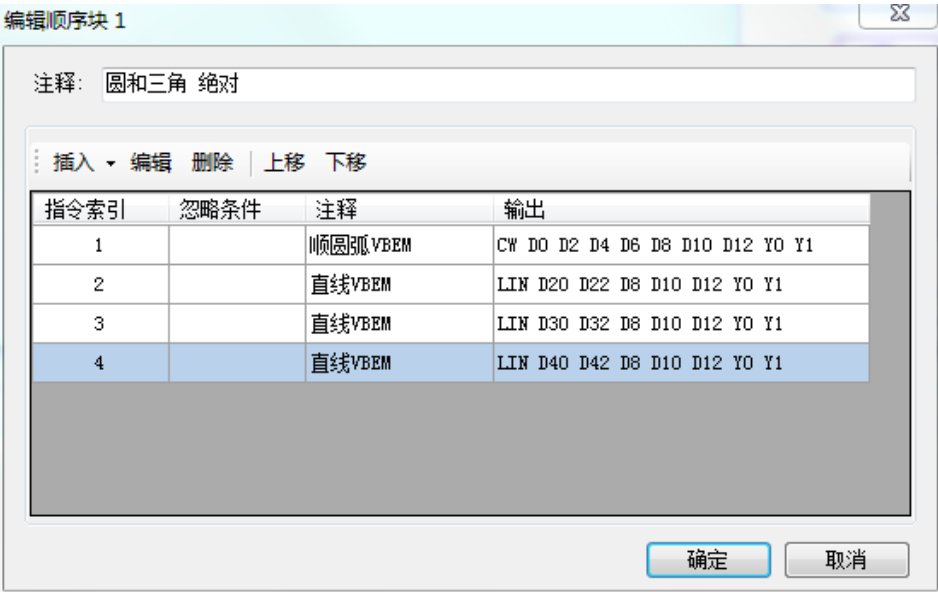 编辑顺序块 1
注释: 圆和三角 绝对
插入 编辑 删除 上移 下移
指令索引 忽略条件 注释 输出
1 顺圆弧VBEM CW D0 D2 D4 D6 D8 D10 D12 Y0 Y1
2 直线VBEM LIN D20 D22 D8 D10 D12 Y0 Y1
3 直线VBEM LIN D30 D32 D8 D10 D12 Y0 Y1
4 直线VBEM LIN D40 D42 D8 D10 D12 Y0 Y1
确定 取消